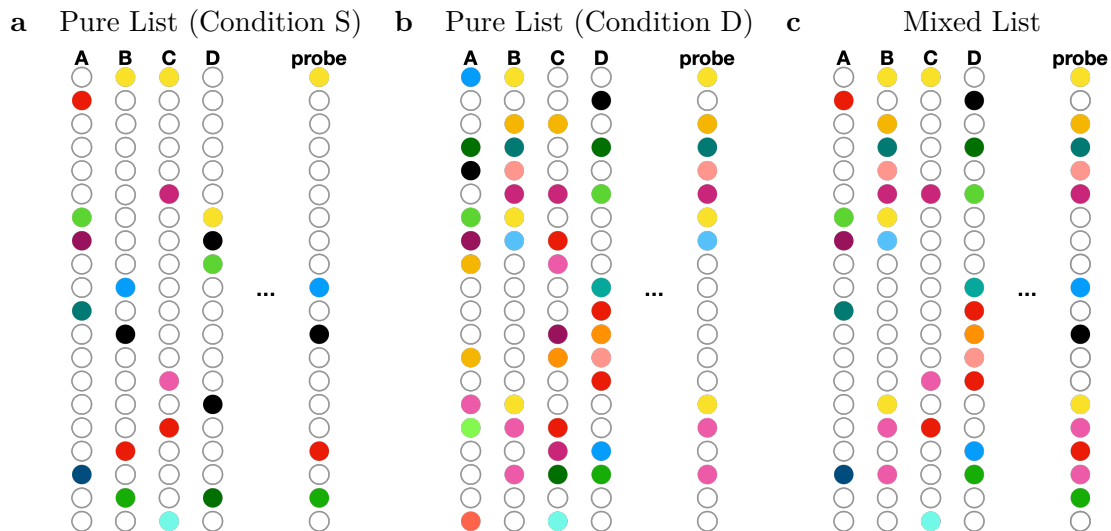 a Pure List (Condition S)
A B C D probe
...
b Pure List (Condition D)
A B C D probe
...
c Mixed List
A B C D probe
...